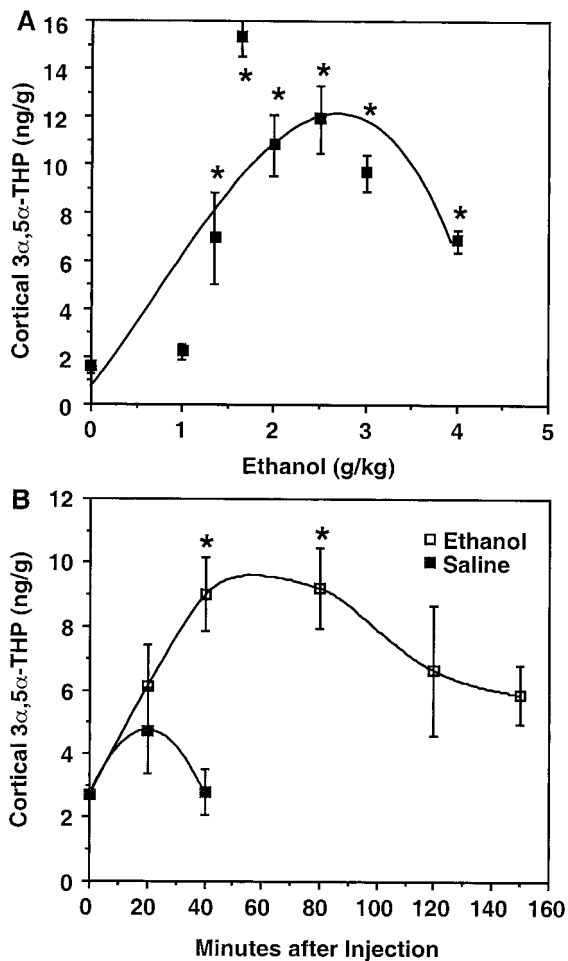 A
Cortical 3α,5α-THP (ng/g)
16
14
12
10
8
6
4
2
0
*
*
*
*
*
*
0 1 2 3 4 5
Ethanol (g/kg)
B
Cortical 3α,5α-THP (ng/g)
12
10
8
6
4
2
0
*
*
Ethanol
Saline
0 20 40 60 80 100 120 140 160
Minutes after Injection